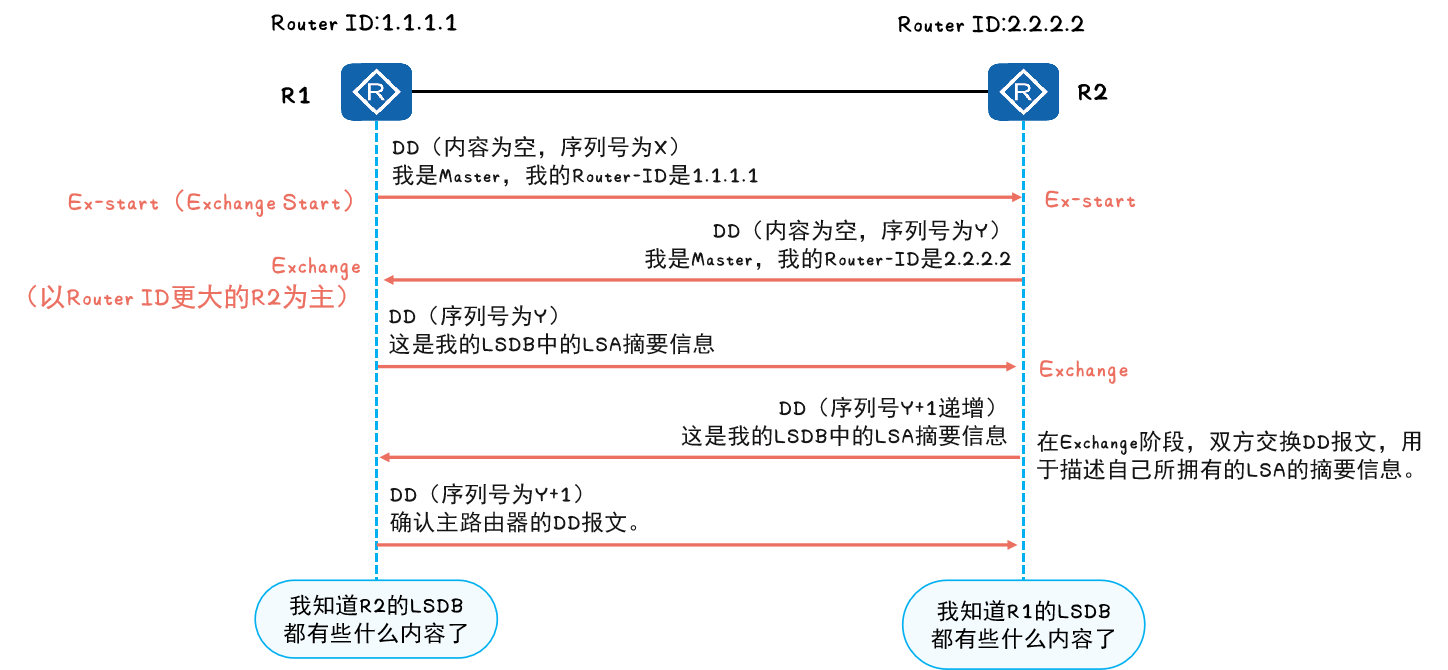 Router ID:1.1.1.1
Router ID:2.2.2.2
R1
R
R
R2
DD（内容为空，序列号为X）
我是Master，我的Router-ID是1.1.1.1
Ex-start（Exchange Start）
Ex-start
DD（内容为空，序列号为Y）
我是Master，我的Router-ID是2.2.2.2
Exchange
（以Router ID更大的R2为主）
DD（序列号为Y）
这是我的LSDB中的LSA摘要信息
Exchange
DD（序列号Y+1递增）
这是我的LSDB中的LSA摘要信息
在Exchange阶段，双方交换DD报文，用
于描述自己所拥有的LSA的摘要信息。
DD（序列号为Y+1）
确认主路由器的DD报文。
我知道R2的LSDB
都有些什么内容了
我知道R1的LSDB
都有些什么内容了